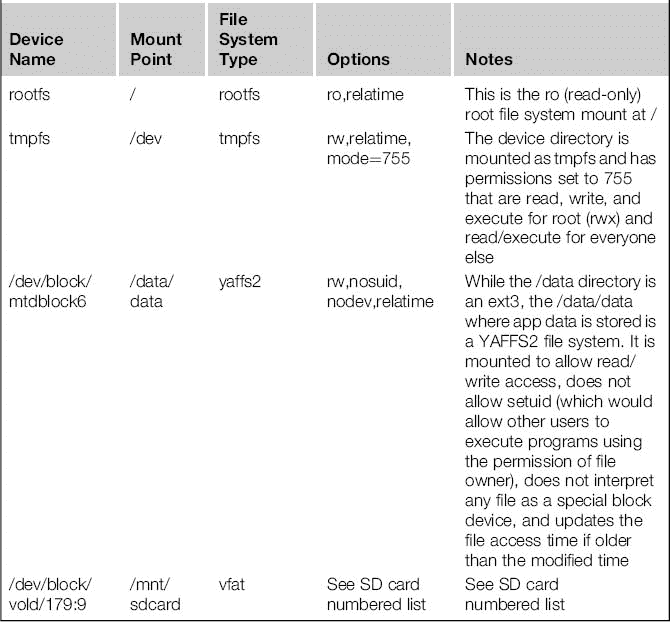 Device Name
Mount Point
File System Type
Options
Notes
rootfs
/
rootfs
ro,relatime
This is the ro (read-only)
root file system mount at /
tmpfs
/dev
tmpfs
rw,relatime,
mode=755
The device directory is
mounted as tmpfs and has
permissions set to 755
that are read, write, and
execute for root (rwx) and
read/execute for everyone
else
/dev/block/
mtdblock6
/data/
data
yaffs2
rw,nosuid,
nodev,relatime
While the /data directory is
an ext3, the /data/data
where app data is stored is
a YAFFS2 file system. It is
mounted to allow read/
write access, does not
allow setuid (which would
allow other users to
execute programs using
the permission of file
owner), does not interpret
any file as a special block
device, and updates the
file access time if older
than the modified time
/dev/block/
vold/179:9
/mnt/
sdcard
vfat
See SD card
numbered list
See SD card
numbered list